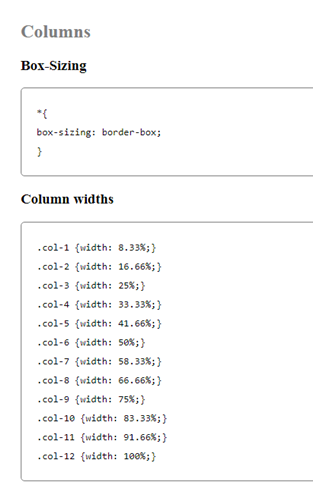 Columns
Box-Sizing
*{
box-sizing: border-box;
}
Column widths
.col-1 {width: 8.33%;}
.col-2 {width: 16.66%;}
.col-3 {width: 25%;}
.col-4 {width: 33.33%;}
.col-5 {width: 41.66%;}
.col-6 {width: 50%;}
.col-7 {width: 58.33%;}
.col-8 {width: 66.66%;}
.col-9 {width: 75%;}
.col-10 {width: 83.33%;}
.col-11 {width: 91.66%;}
.col-12 {width: 100%;}